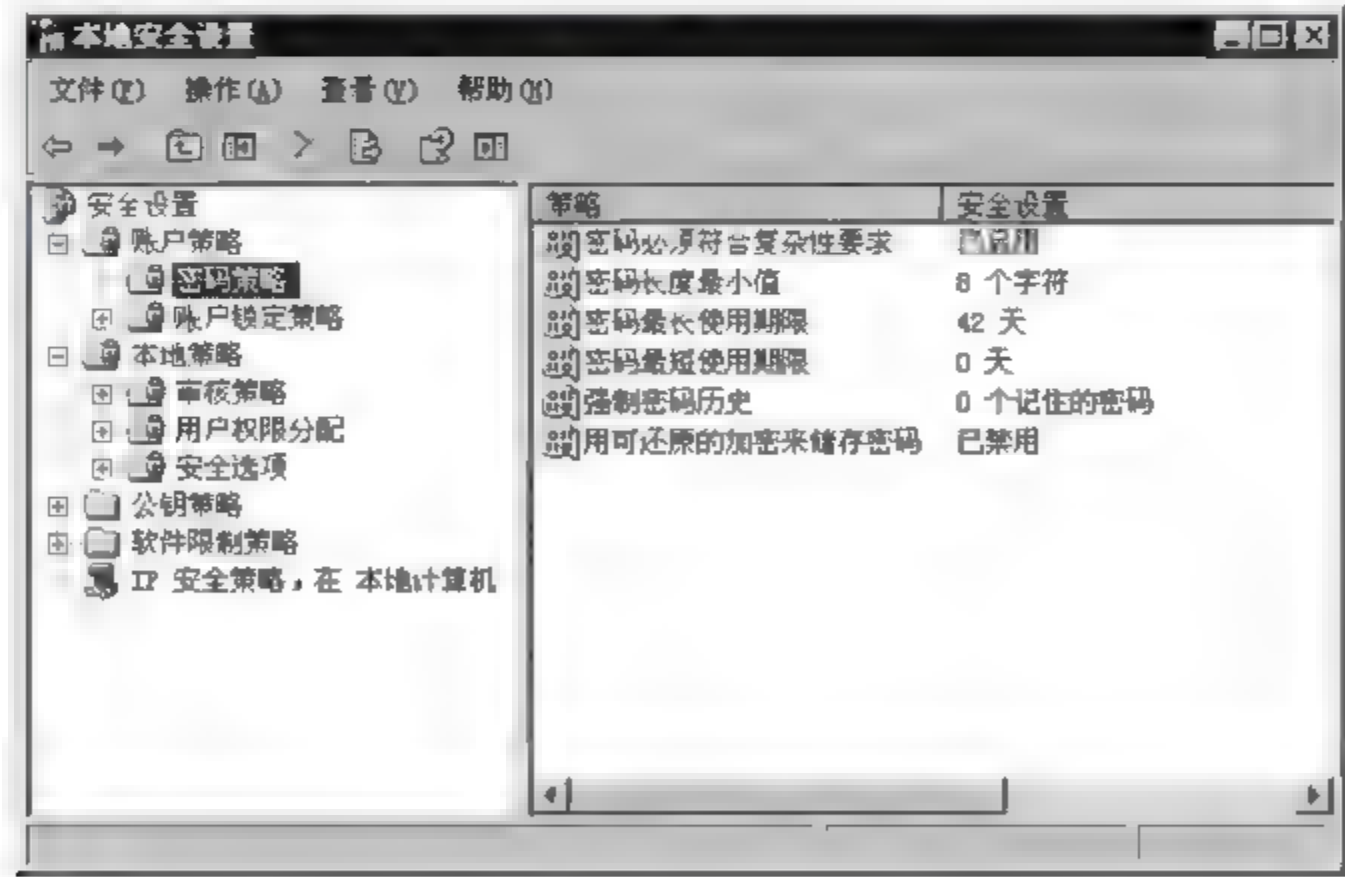 本地安全设置
文件(F) 操作(A) 查看(V) 帮助(H)
安全设置
账户策略
密码策略
账户锁定策略
本地策略
审核策略
用户权限分配
安全选项
公钥策略
软件限制策略
IP 安全策略,在 本地计算机
策略 安全设置
密码必须符合复杂性要求 已启用
密码长度最小值 8 个字符
密码最长使用期限 42 天
密码最短使用期限 0 天
强制密码历史 0 个记住的密码
用可还原的加密来储存密码 已禁用